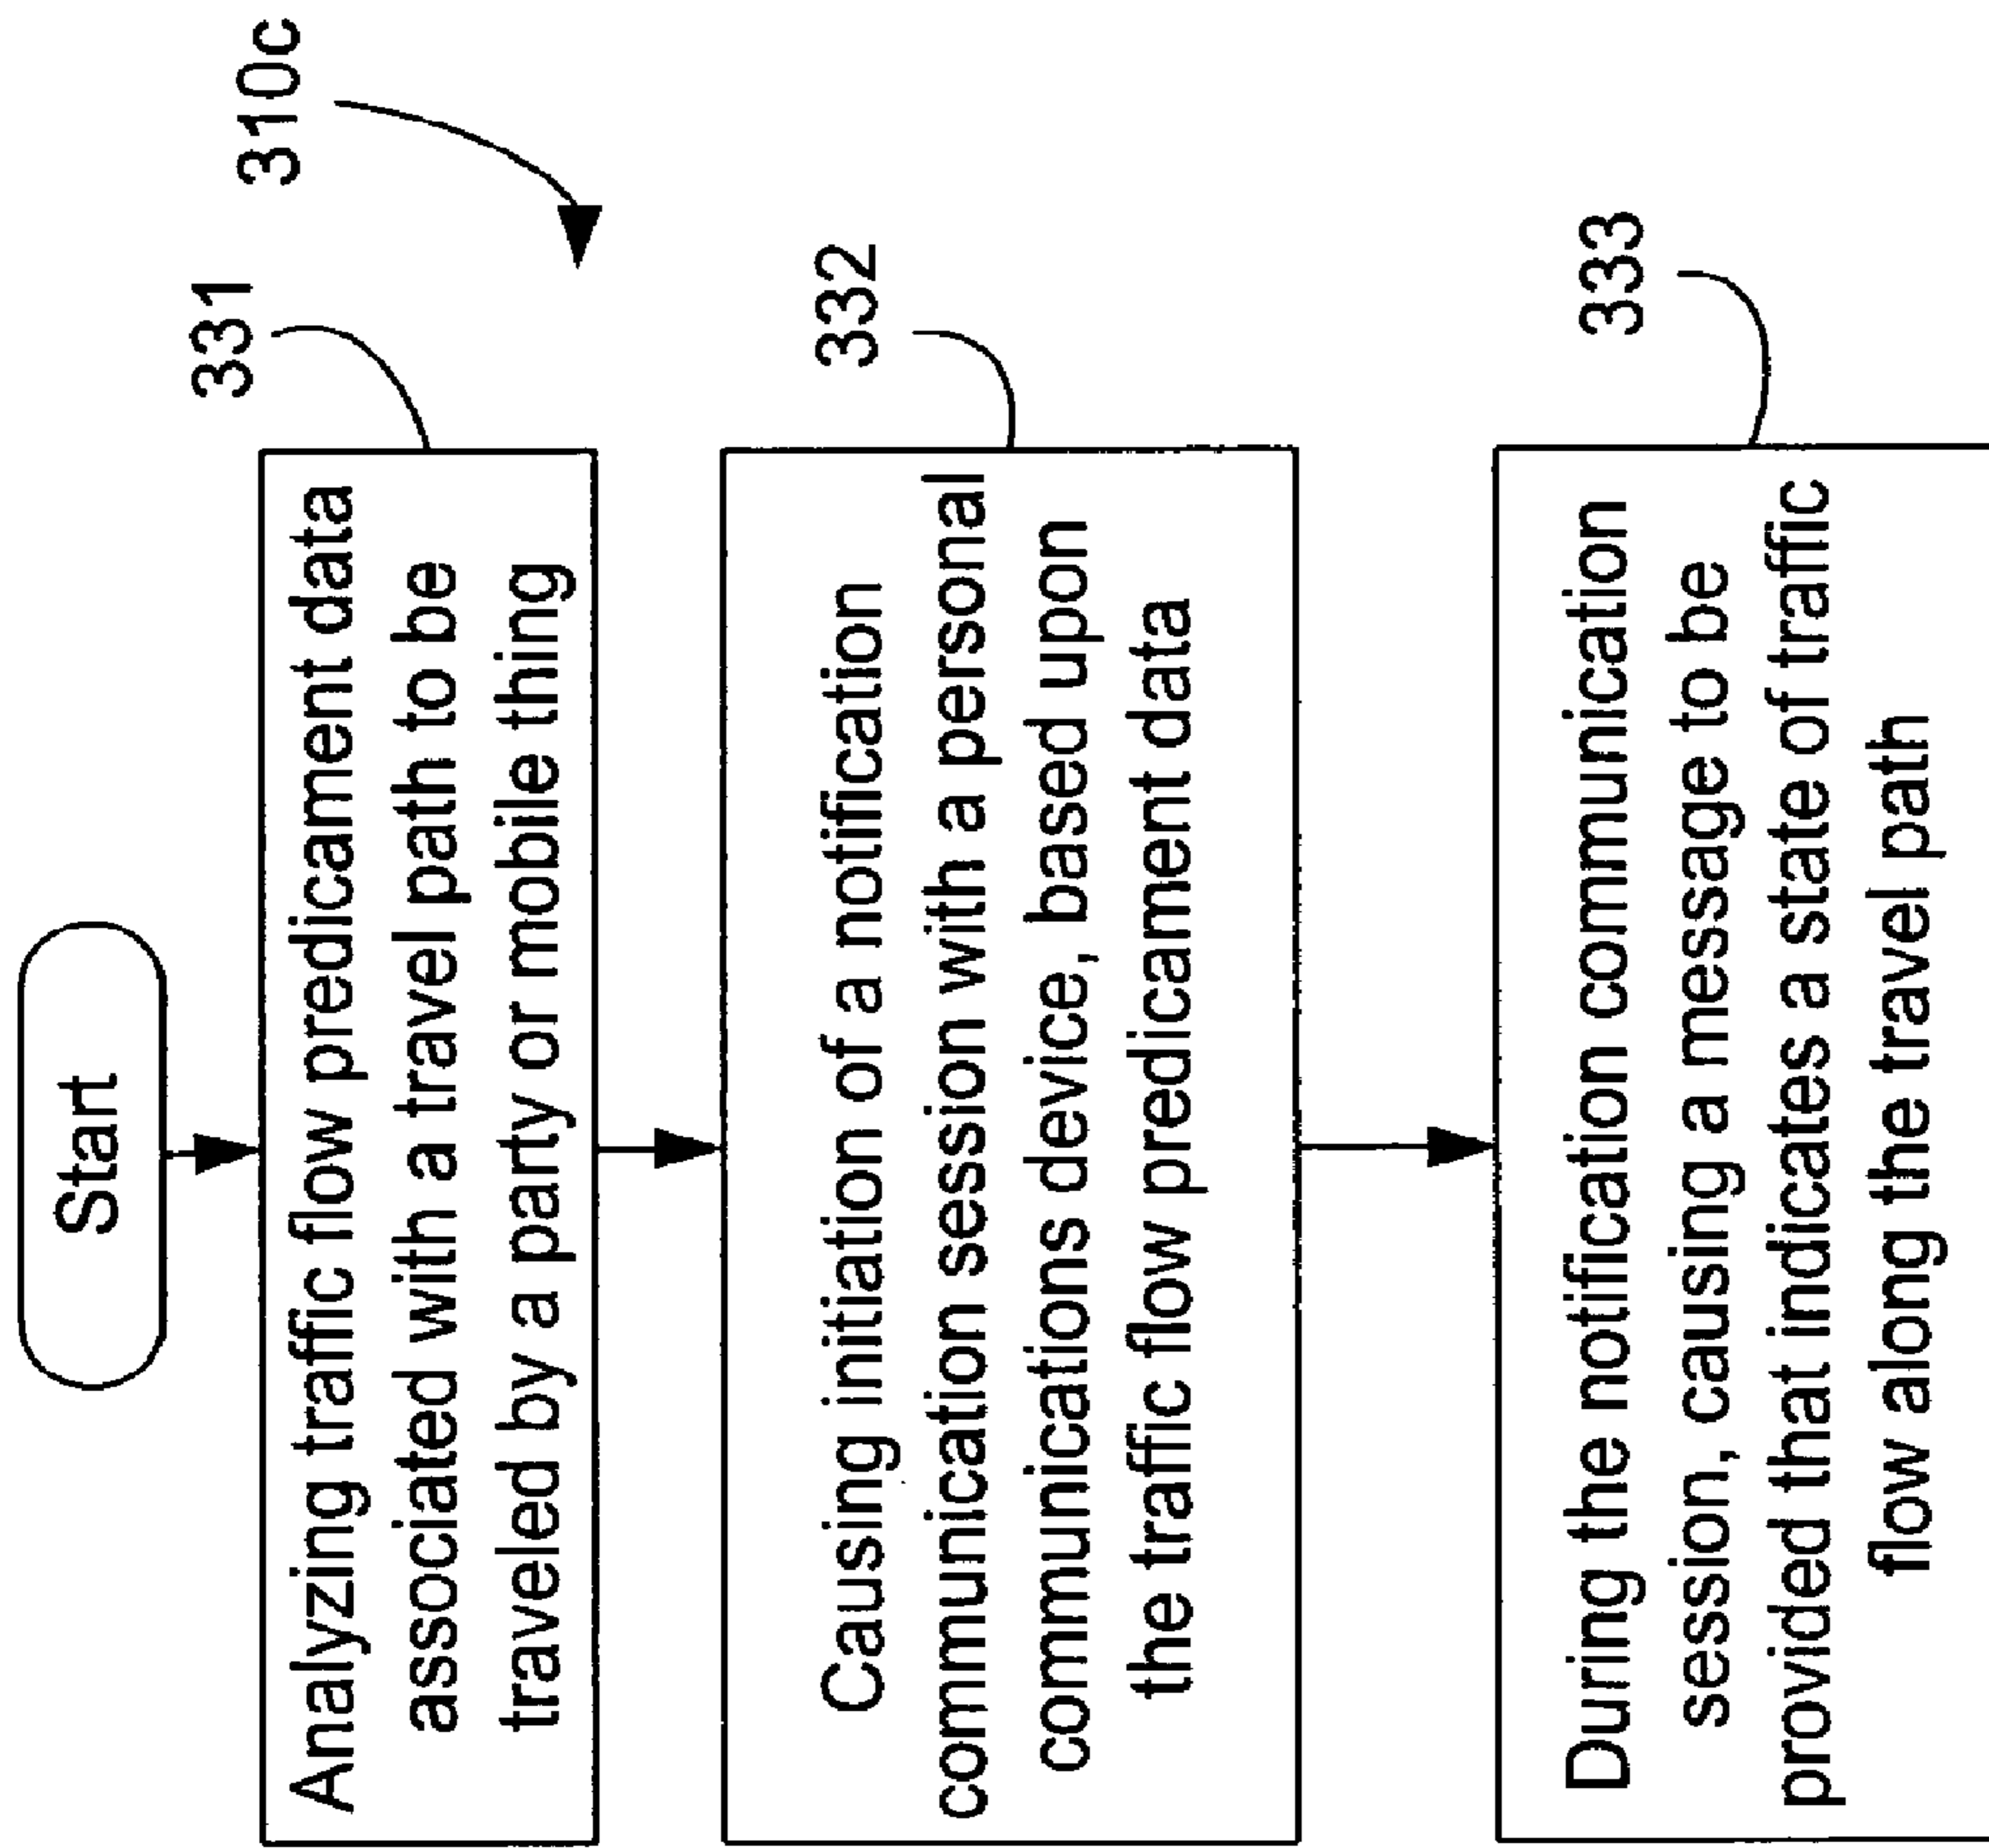 Start
310c
331
Analyzing traffic flow predicament data
associated with a travel path to be
traveled by a party or mobile thing
332
Causing initiation of a notification
communication session with a personal
communications device, based upon
the traffic flow predicament data
333
During the notification communication
session, causing a message to be
provided that indicates a state of traffic
flow along the travel path